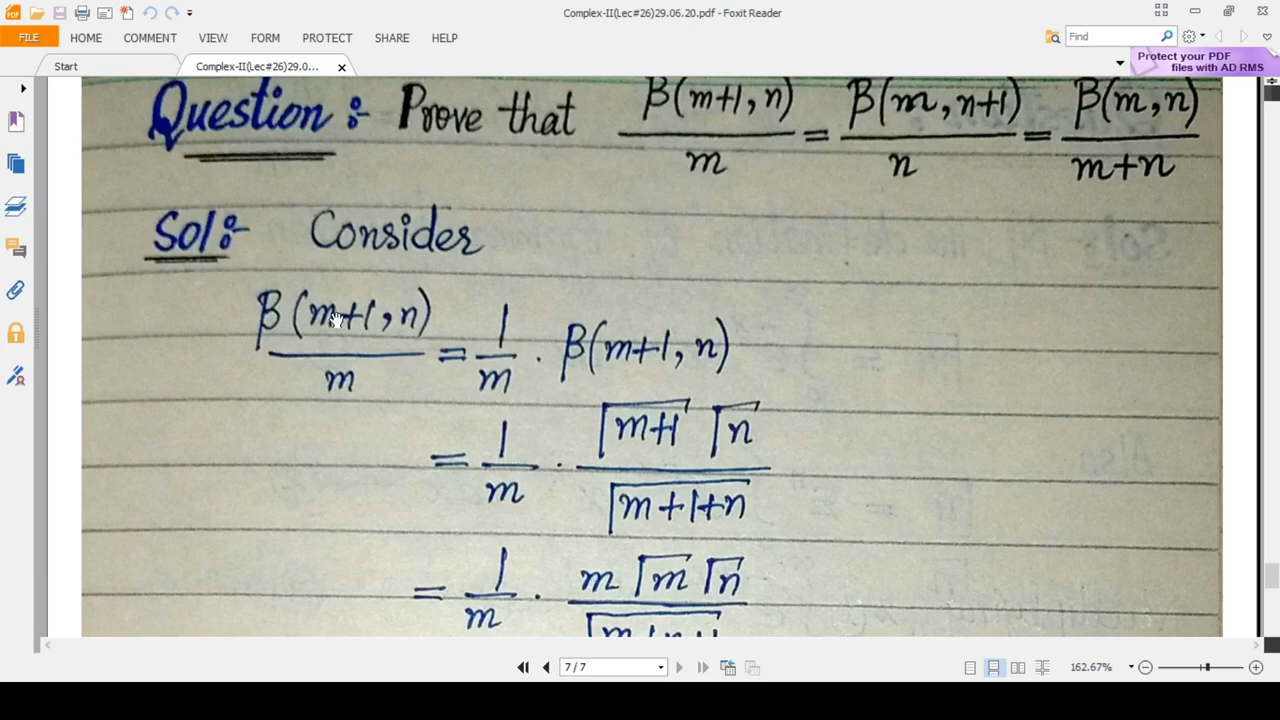 Complex-II(Lec#26)29.06.20.pdf - Foxit Reader
FILE HOME COMMENT VIEW FORM PROTECT SHARE HELP
Find
Start Complex-II(Lec#26)29.0...
Protect your PDF
files with AD RMS
Question:- Prove that β(m+1, n)/m = β(m, n+1)/n = β(m, n)/m+n
Sol:- Consider
β(m+1, n)/m = 1/m · β(m+1, n)
= 1/m · Γm+1 Γn / Γm+1+n
= 1/m · m Γm Γn / Γm+n+1
7 / 7
162.67%